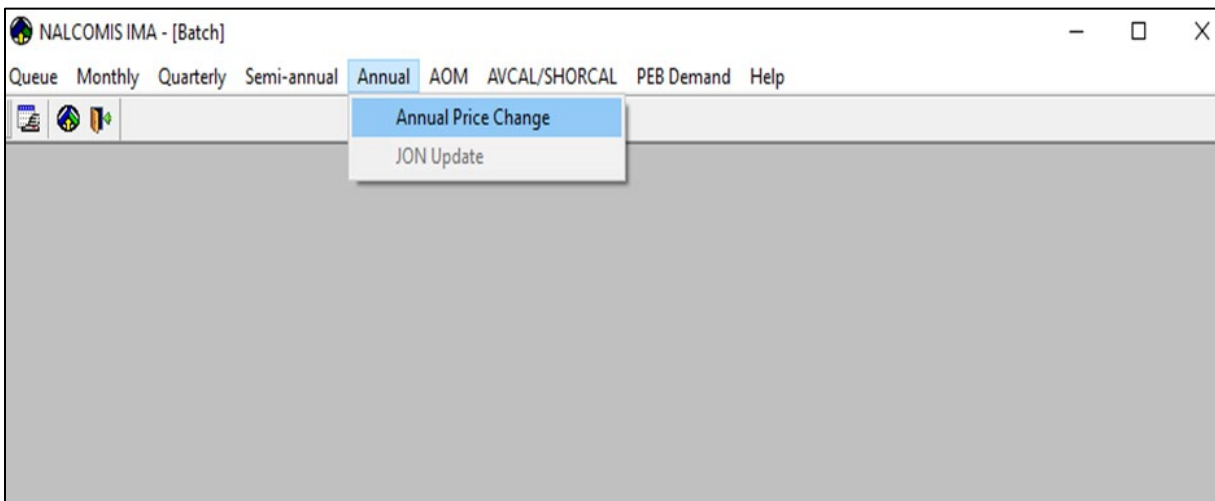 NALCOMIS IMA - [Batch]
Queue Monthly Quarterly Semi-annual Annual AOM AVCAL/SHORCAL PEB Demand Help
Annual Price Change
JON Update